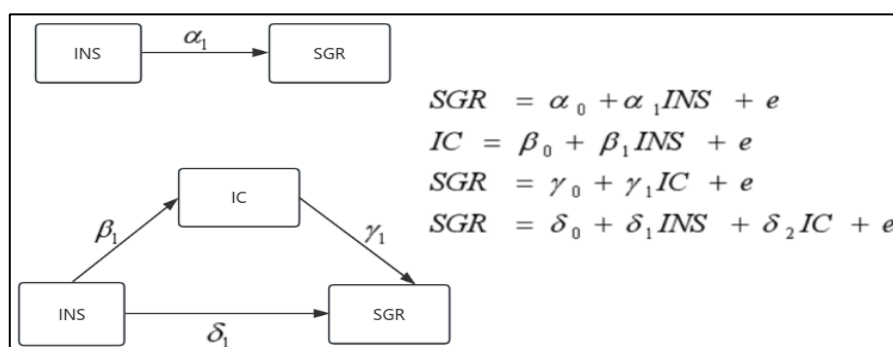 α₁
INS SGR
SGR = α₀ + α₁INS + e
IC = β₀ + β₁INS + e
SGR = γ₀ + γ₁IC + e
SGR = δ₀ + δ₁INS + δ₂IC + e
IC
β₁ γ₁
INS SGR
δ₁